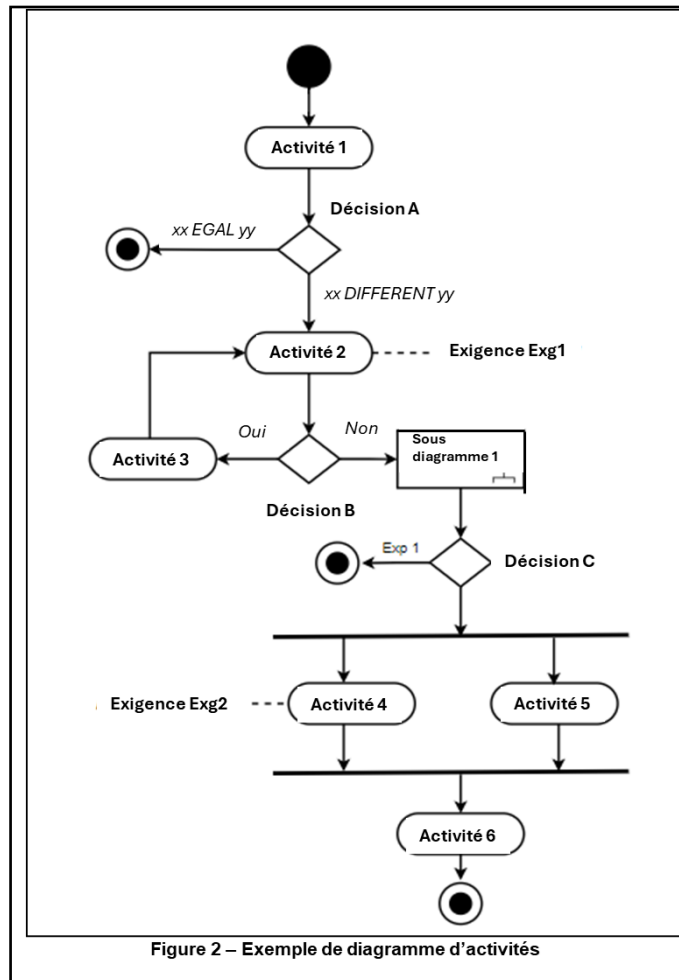 Activité 1
Décision A
xx EGAL yy
xx DIFFERENT yy
Activité 2
Exigence Exg1
Oui
Non
Sous
diagramme 1
Activité 3
Décision B
Exp 1
Décision C
Exigence Exg2
Activité 4
Activité 5
Activité 6
Figure 2 – Exemple de diagramme d’activités